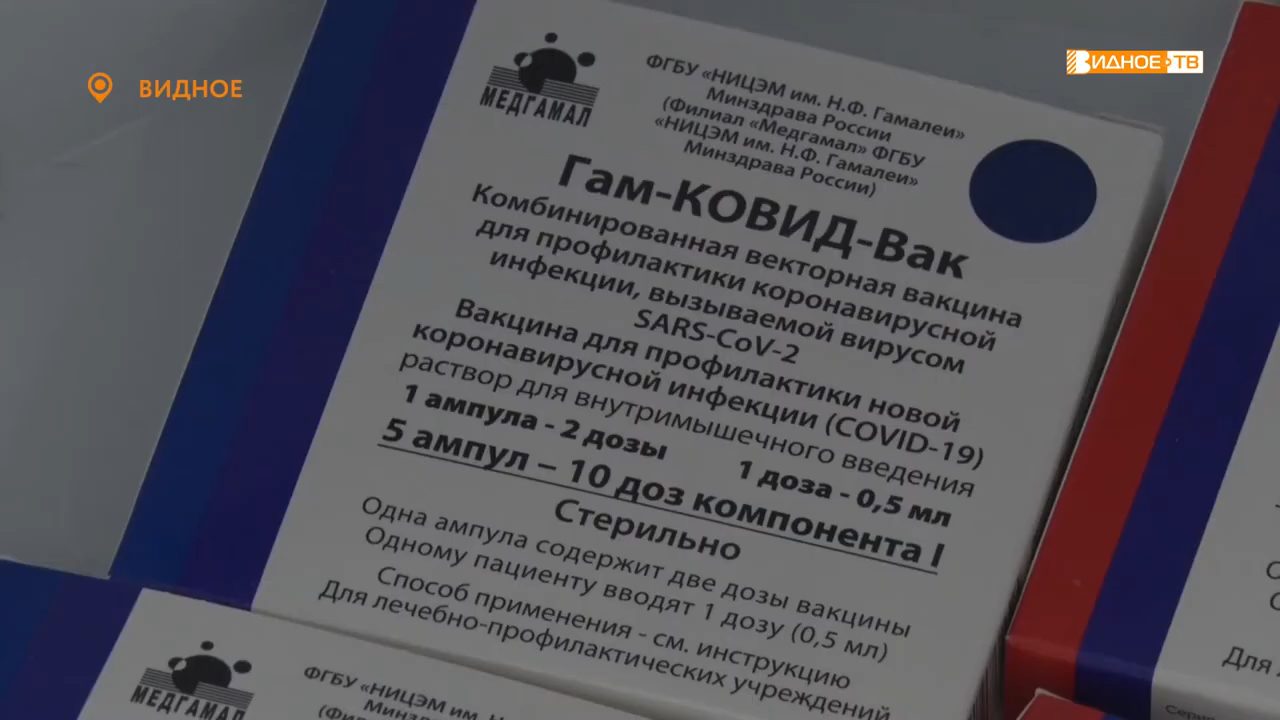 ВИДНОЕ
ВИДНОЕ ТВ
МЕДГАМАЛ
ФГБУ «НИЦЭМ им. Н.Ф. Гамалеи»
Минздрава России
(Филиал «Медгамал» ФГБУ
«НИЦЭМ им. Н.Ф. Гамалеи»
Минздрава России)
Гам-КОВИД-Вак
Комбинированная векторная вакцина
для профилактики коронавирусной
инфекции, вызываемой вирусом
SARS-CoV-2
Вакцина для профилактики новой
коронавирусной инфекции (COVID-19)
раствор для внутримышечного введения
1 ампула - 2 дозы 1 доза - 0,5 мл
5 ампул – 10 доз компонента I
Стерильно
Одна ампула содержит две дозы вакцины
Одному пациенту вводят 1 дозу (0,5 мл)
Способ применения - см. инструкцию
Для лечебно-профилактических учреждений
МЕДГАМАЛ
ФГБУ «НИЦЭМ им. Н.Ф.
Минздрава
(Филиал
Для